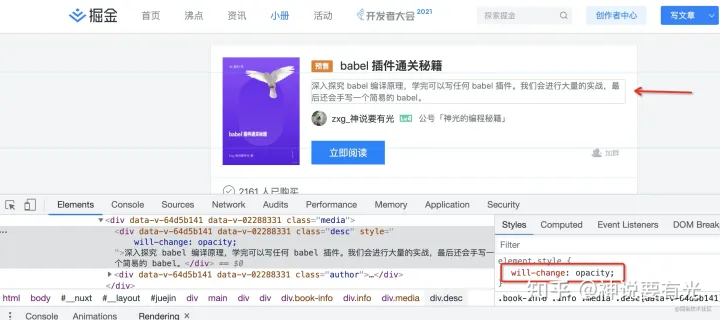 掘金 首页 沸点 资讯 小册 活动 开发者大会 2021 探索掘金 创作者中心 写文章
预售 babel 插件通关秘籍
深入探究 babel 编译原理，学完可以写任何 babel 插件。我们会进行大量的实战，最
后还会手写一个简易的 babel。
babel 插件通关秘籍
zxg_神说要有光 公号「神光的编程秘籍」
立即阅读 加群
2161 人已购买
Elements Console Sources Network Audits Performance Memory Application Security
<div data-v-64d5b141 data-v-02288331 class="media">
<div data-v-64d5b141 data-v-02288331 class="desc" style="
will-change: opacity;
">深入探究 babel 编译原理，学完可以写任何 babel 插件。我们会进行大量的实战，最后还会手写一
个简易的 babel。</div> == $0
<div data-v-64d5b141 data-v-02288331 class="author">…</div>
html body div#__nuxt div#__layout div#juejin div main div div.book-info div.info div.media div.desc
Styles Computed Event Listeners DOM Break
Filter
element.style {
will-change: opacity;
}
.book-info .info .media .desc[data-v-64d5b141
Console Animations Rendering ×
知乎 @神说要有光
@稀土掘金技术社区